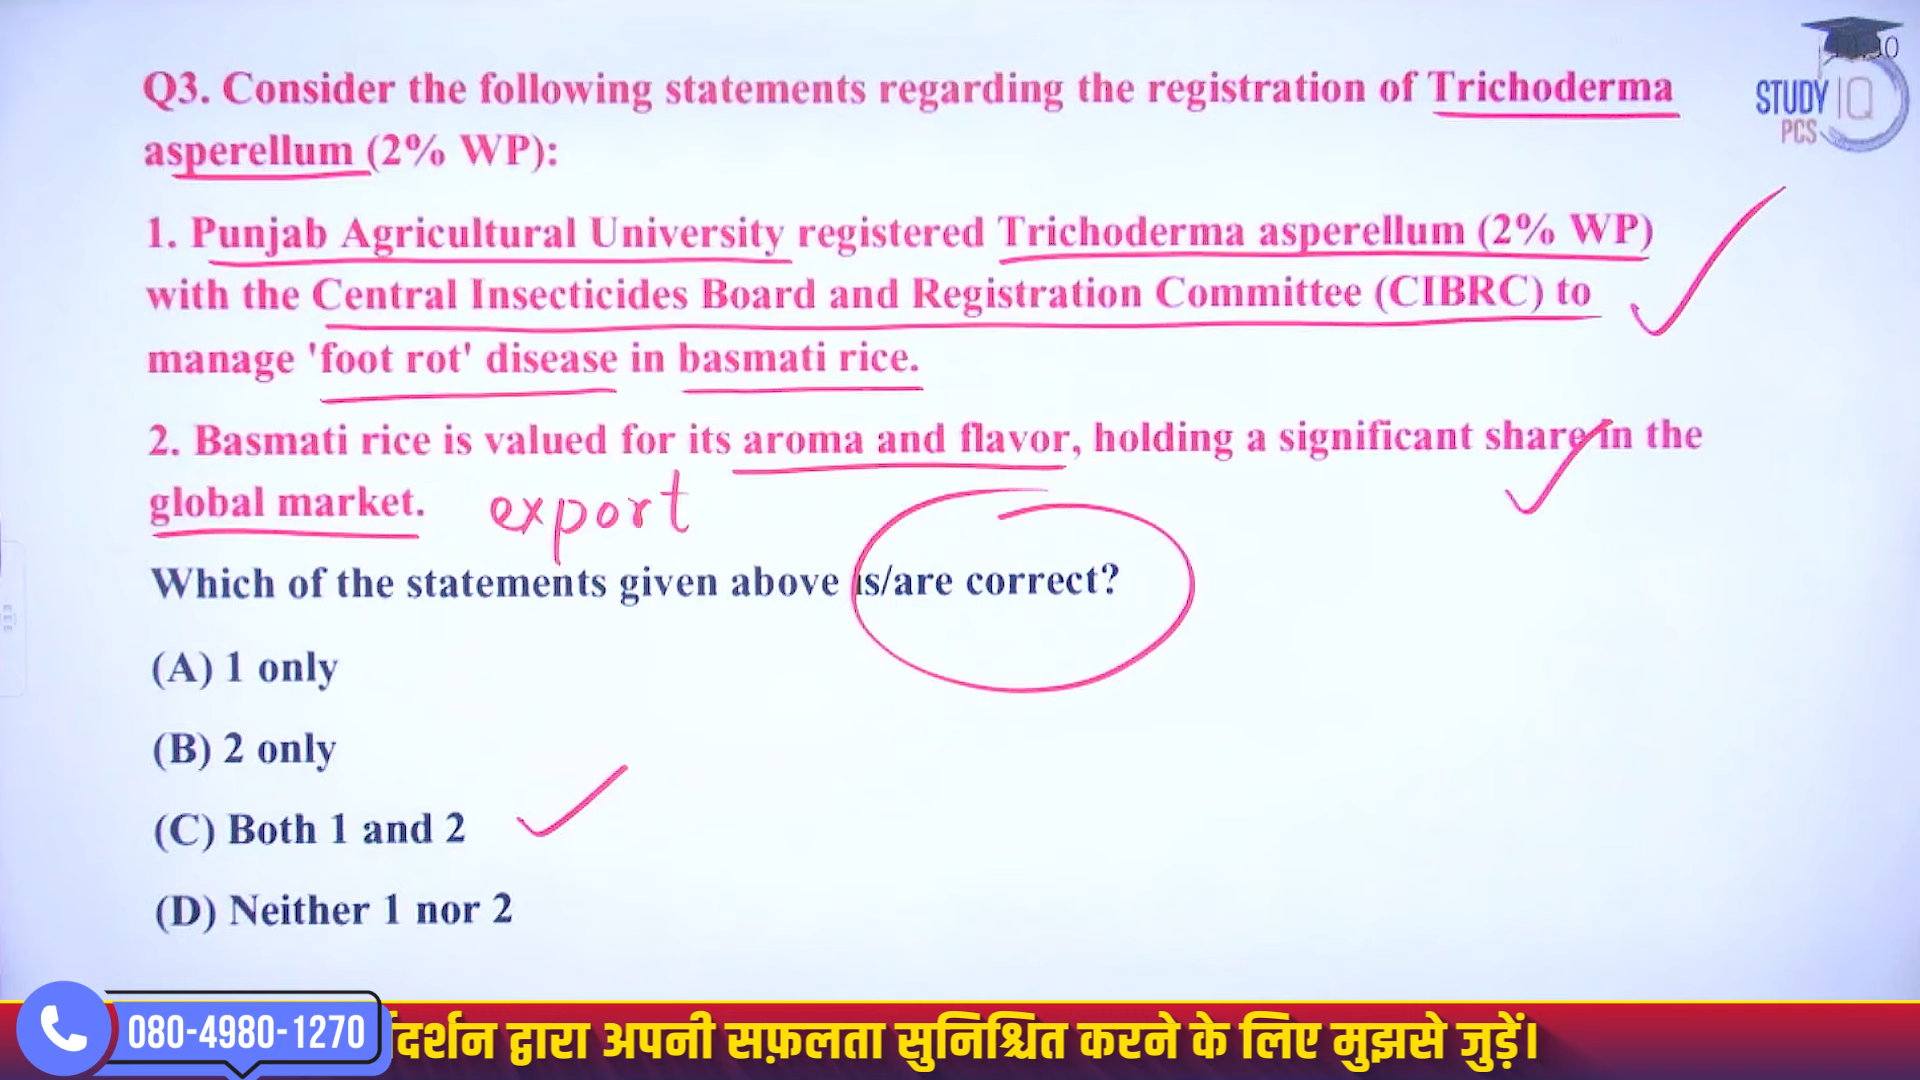 Q3. Consider the following statements regarding the registration of Trichoderma
asperellum (2% WP):
1. Punjab Agricultural University registered Trichoderma asperellum (2% WP)
with the Central Insecticides Board and Registration Committee (CIBRC) to
manage 'foot rot' disease in basmati rice.
2. Basmati rice is valued for its aroma and flavor, holding a significant share in the
global market. export
Which of the statements given above is/are correct?
(A) 1 only
(B) 2 only
(C) Both 1 and 2
(D) Neither 1 nor 2
STUDY IQ
PCS
080-4980-1270
द्वारा अपनी सफ़लता सुनिश्चित करने के लिए मुझसे जुड़ें।